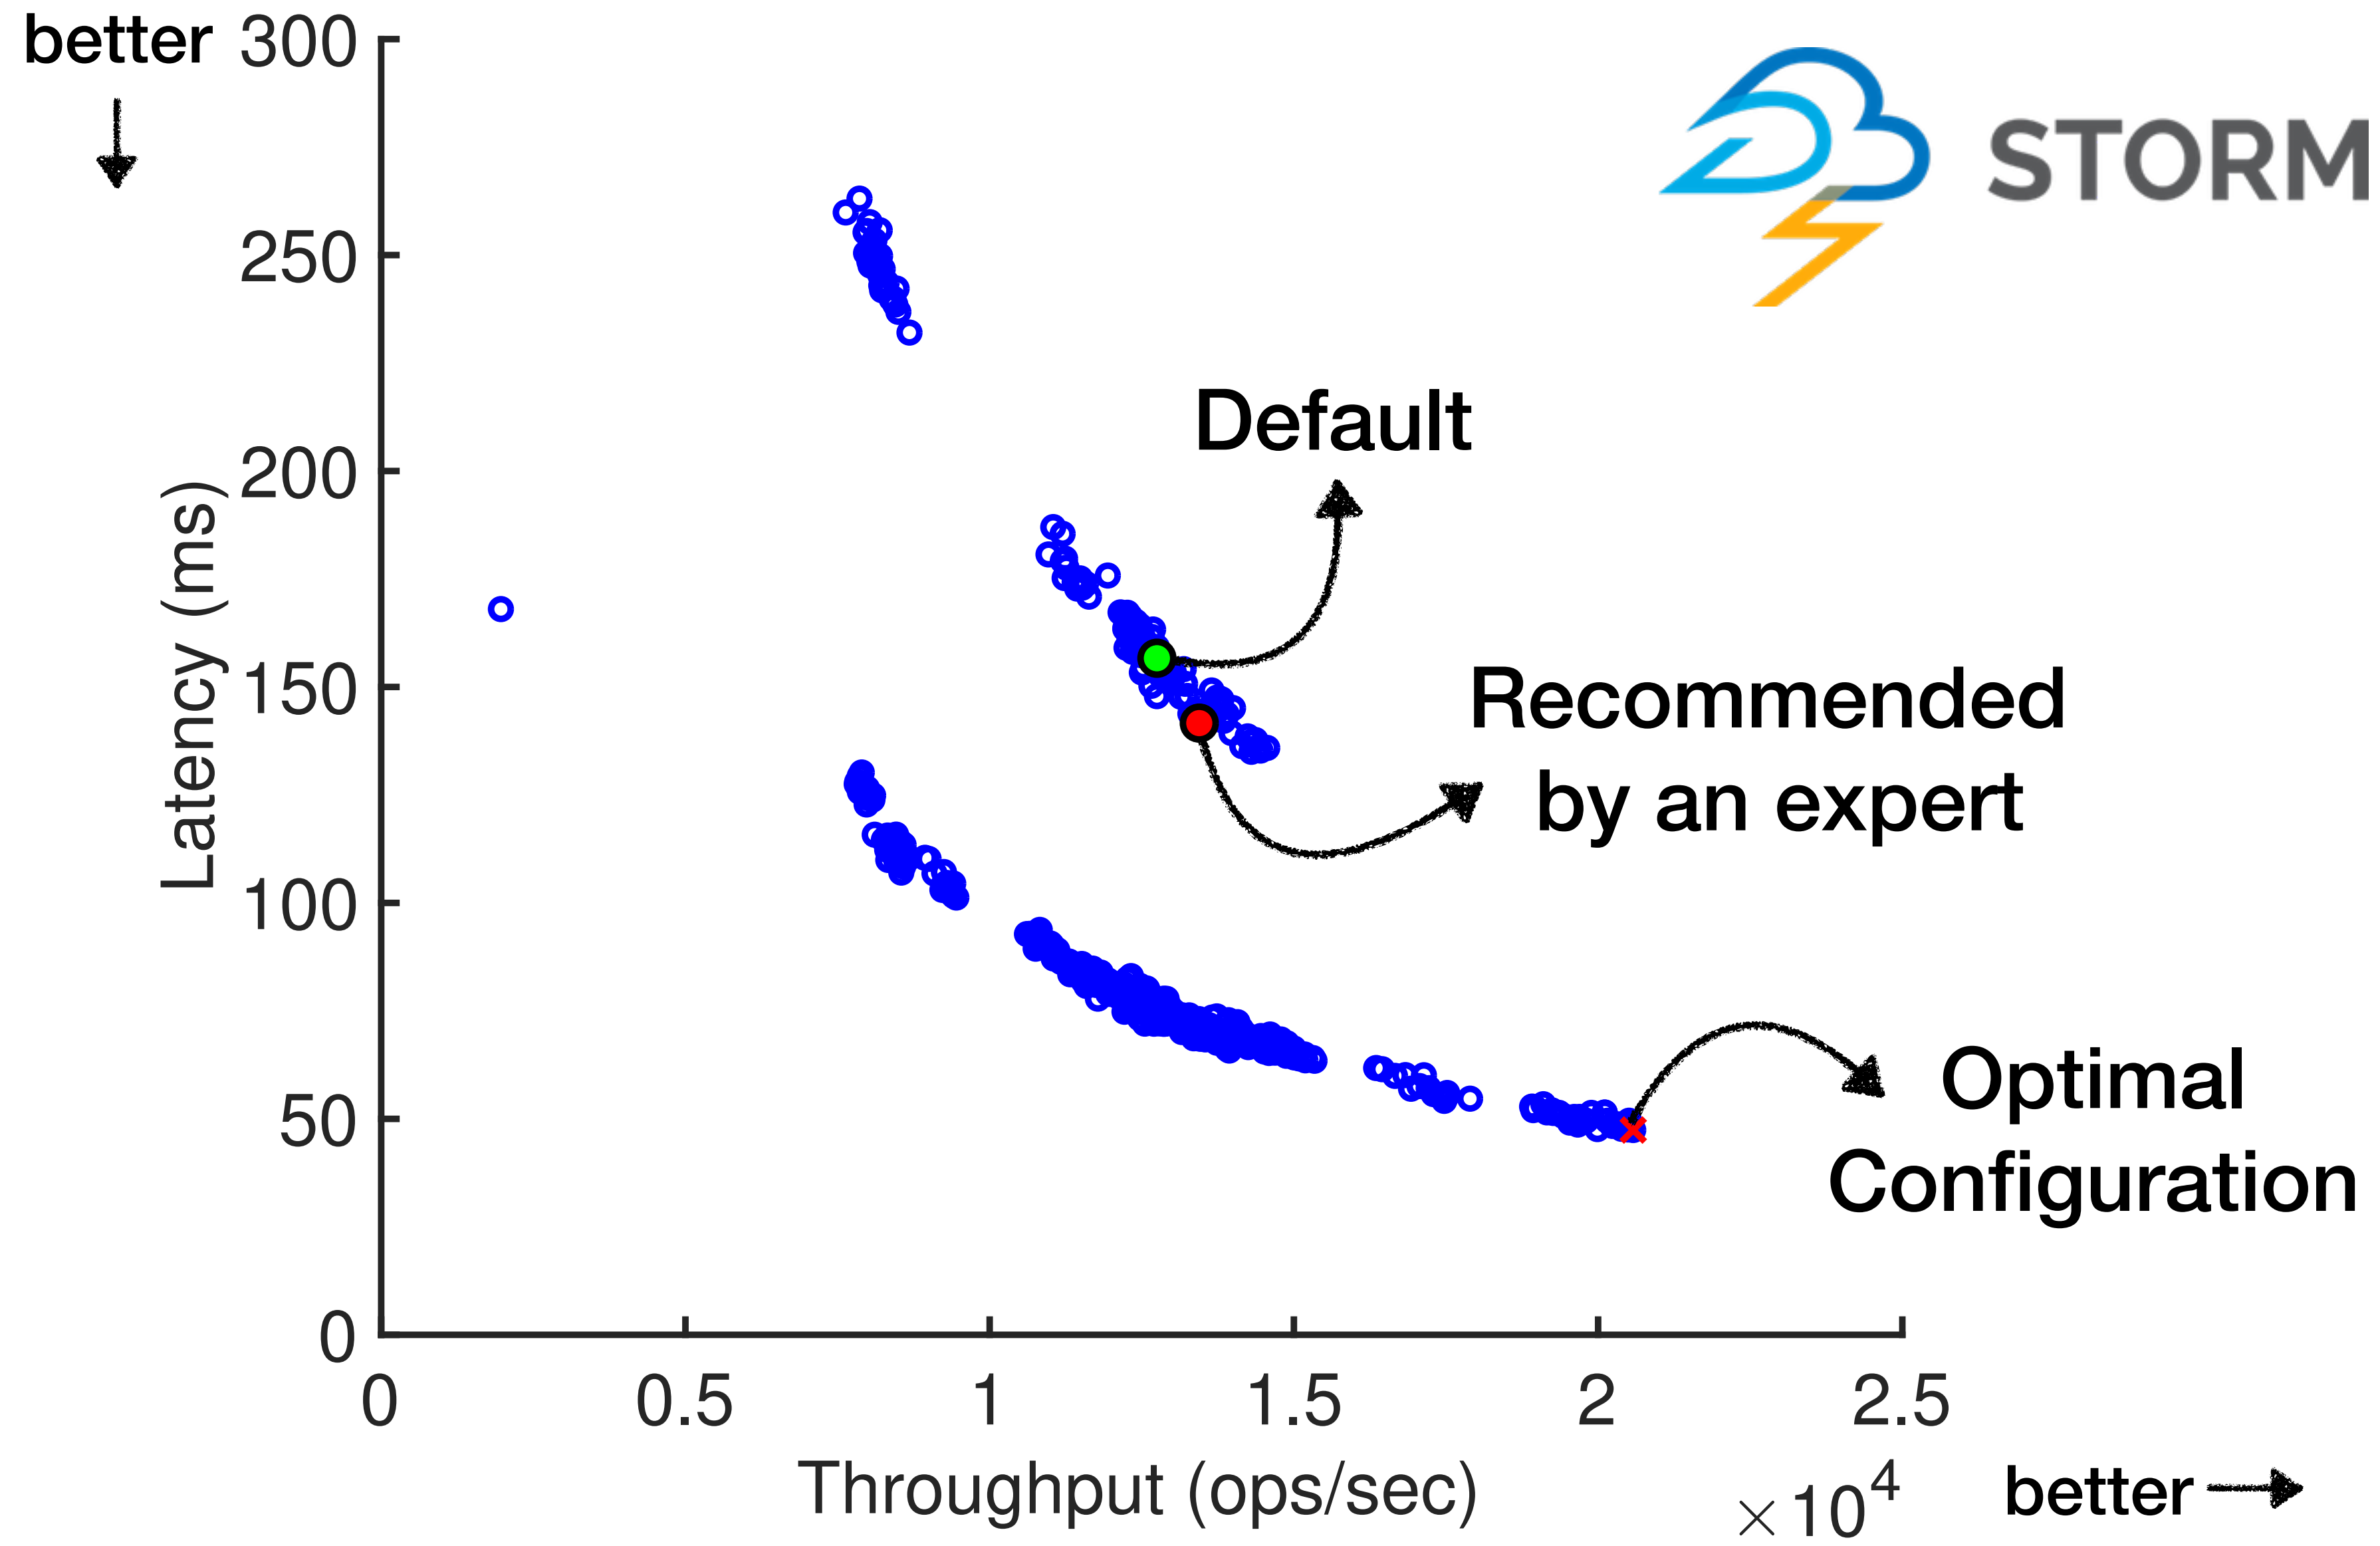 better
300
STORM
250
Default
200
Latency (ms)
Recommended
by an expert
150
100
Optimal
Configuration
50
0
0 0.5 1 1.5 2 2.5
Throughput (ops/sec)
×10⁴
better